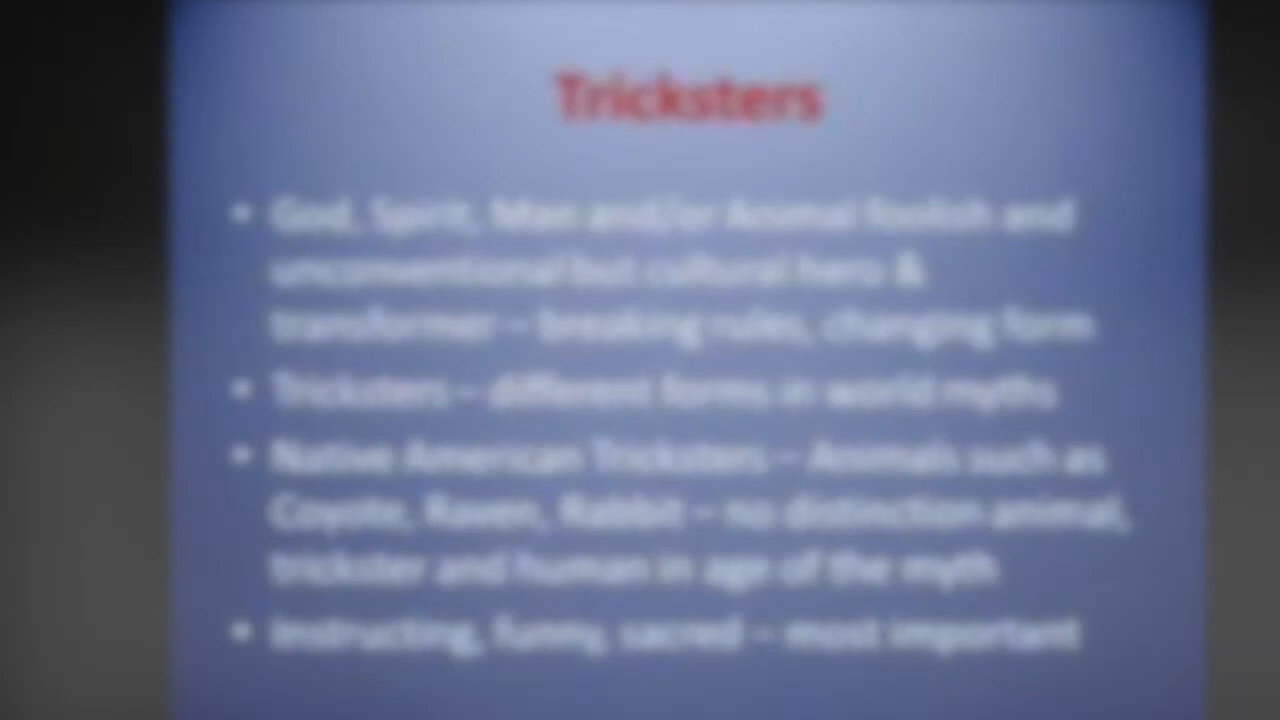 Tricksters
• God, Spirit, Man and/or Animal foolish and
unconventional but cultural hero &
transformer – breaking rules, changing form
• Tricksters – different forms in world myths
• Native American Tricksters – Animals such as
Coyote, Raven, Rabbit – no distinction animal,
trickster and human in age of the myth
• Instructing, funny, sacred – most important